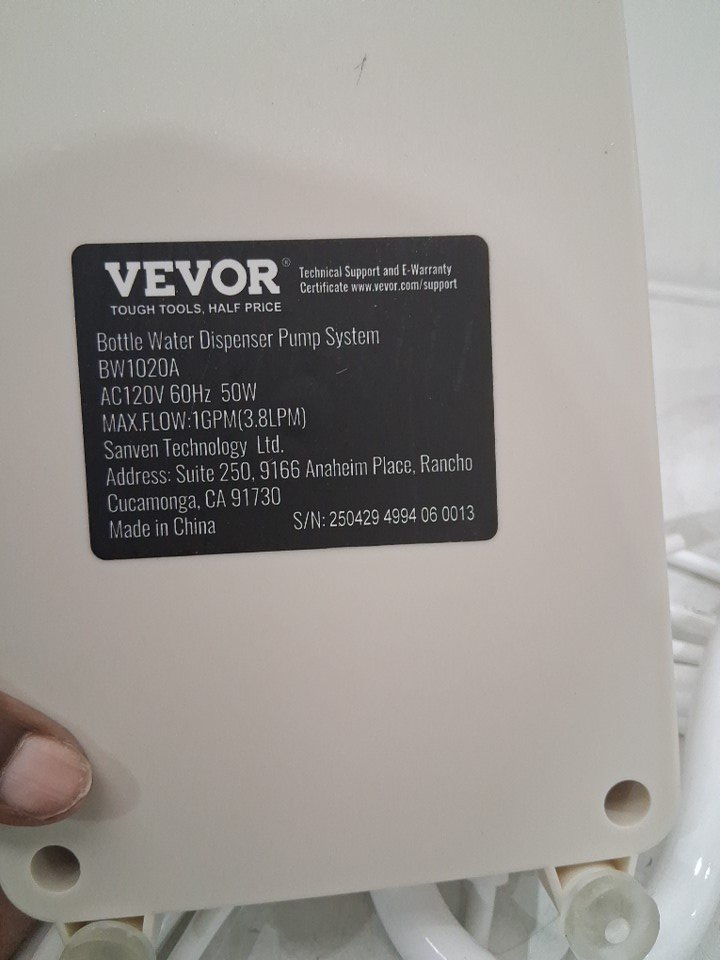 VEVOR®
TOUGH TOOLS, HALF PRICE
Technical Support and E-Warranty
Certificate www.vevor.com/support
Bottle Water Dispenser Pump System
BW1020A
AC120V 60Hz 50W
MAX.FLOW:1GPM(3.8LPM)
Sanven Technology Ltd.
Address: Suite 250, 9166 Anaheim Place, Rancho
Cucamonga, CA 91730
Made in China
S/N: 250429 4994 06 0013